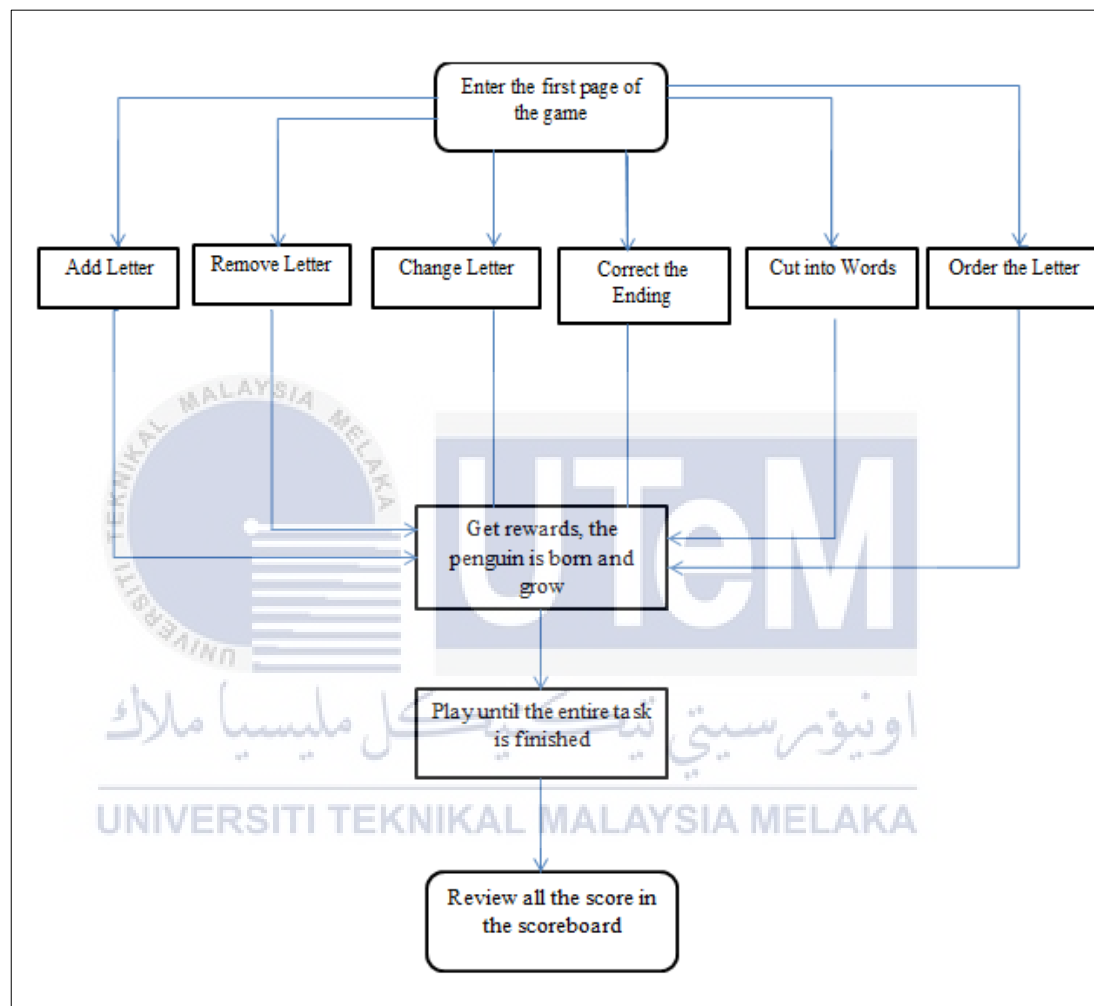 Enter the first page of
the game
Add Letter
Remove Letter
Change Letter
Correct the
Ending
Cut into Words
Order the Letter
UNIVERSITI TEKNIKAL MALAYSIA MELAKA
UTeM
Get rewards, the
penguin is born and
grow
Play until the entire task
is finished
اونيۏرسيتي تيکنيکل مليسيا ملاك
UNIVERSITI TEKNIKAL MALAYSIA MELAKA
Review all the score in
the scoreboard